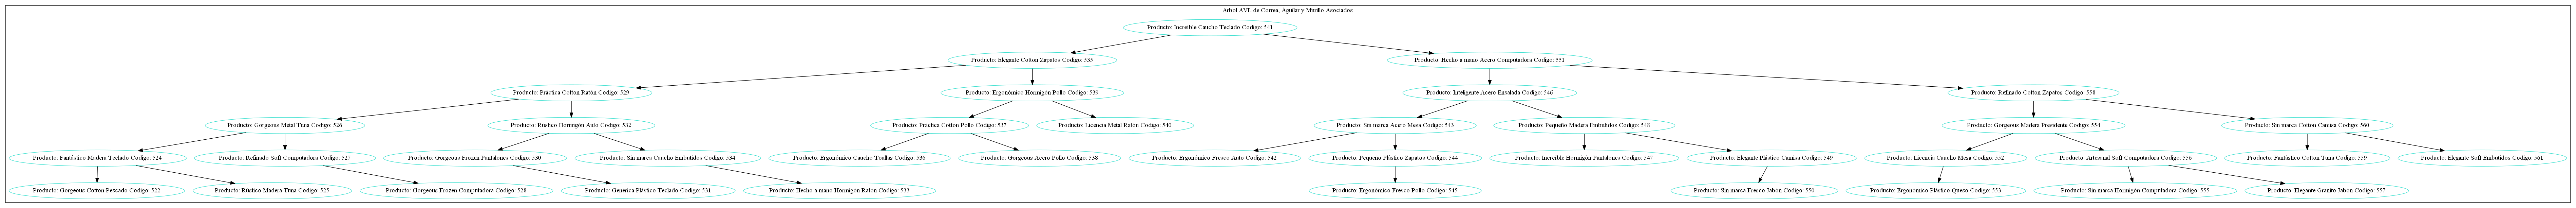 Arbol AVL de Correa, Águilar y Murillo Asociados
Producto: Increible Caucho Teclado Codigo: 541
Producto: Elegante Cotton Zapatos Codigo: 535
Producto: Hecho a mano Acero Computadora Codigo: 551
Producto: Práctica Cotton Ratón Codigo: 529
Producto: Ergonómico Hormigón Pollo Codigo: 539
Producto: Inteligente Acero Ensalada Codigo: 546
Producto: Refinado Cotton Zapatos Codigo: 558
Producto: Gorgeous Metal Tuna Codigo: 526
Producto: Rústico Hormigón Auto Codigo: 532
Producto: Práctica Cotton Pollo Codigo: 537
Producto: Licencia Metal Ratón Codigo: 540
Producto: Sin marca Acero Mesa Codigo: 543
Producto: Pequeño Madera Embutidos Codigo: 548
Producto: Gorgeous Madera Presidente Codigo: 554
Producto: Sin marca Cotton Camisa Codigo: 560
Producto: Fantástico Madera Teclado Codigo: 524
Producto: Refinado Soft Computadora Codigo: 527
Producto: Gorgeous Frozen Pantalones Codigo: 530
Producto: Sin marca Caucho Embutidos Codigo: 534
Producto: Ergonómico Caucho Toallas Codigo: 536
Producto: Gorgeous Acero Pollo Codigo: 538
Producto: Ergonómico Fresco Auto Codigo: 542
Producto: Pequeño Plástico Zapatos Codigo: 544
Producto: Increible Hormigón Pantalones Codigo: 547
Producto: Elegante Plástico Camisa Codigo: 549
Producto: Licencia Caucho Mesa Codigo: 552
Producto: Artesanal Soft Computadora Codigo: 556
Producto: Fantástico Cotton Tuna Codigo: 559
Producto: Elegante Soft Embutidos Codigo: 561
Producto: Gorgeous Cotton Pescado Codigo: 522
Producto: Rústico Madera Tuna Codigo: 525
Producto: Gorgeous Frozen Computadora Codigo: 528
Producto: Genérica Plástico Teclado Codigo: 531
Producto: Hecho a mano Hormigón Ratón Codigo: 533
Producto: Ergonómico Fresco Pollo Codigo: 545
Producto: Sin marca Fresco Jabón Codigo: 550
Producto: Ergonómico Plástico Queso Codigo: 553
Producto: Sin marca Hormigón Computadora Codigo: 555
Producto: Elegante Granito Jabón Codigo: 557